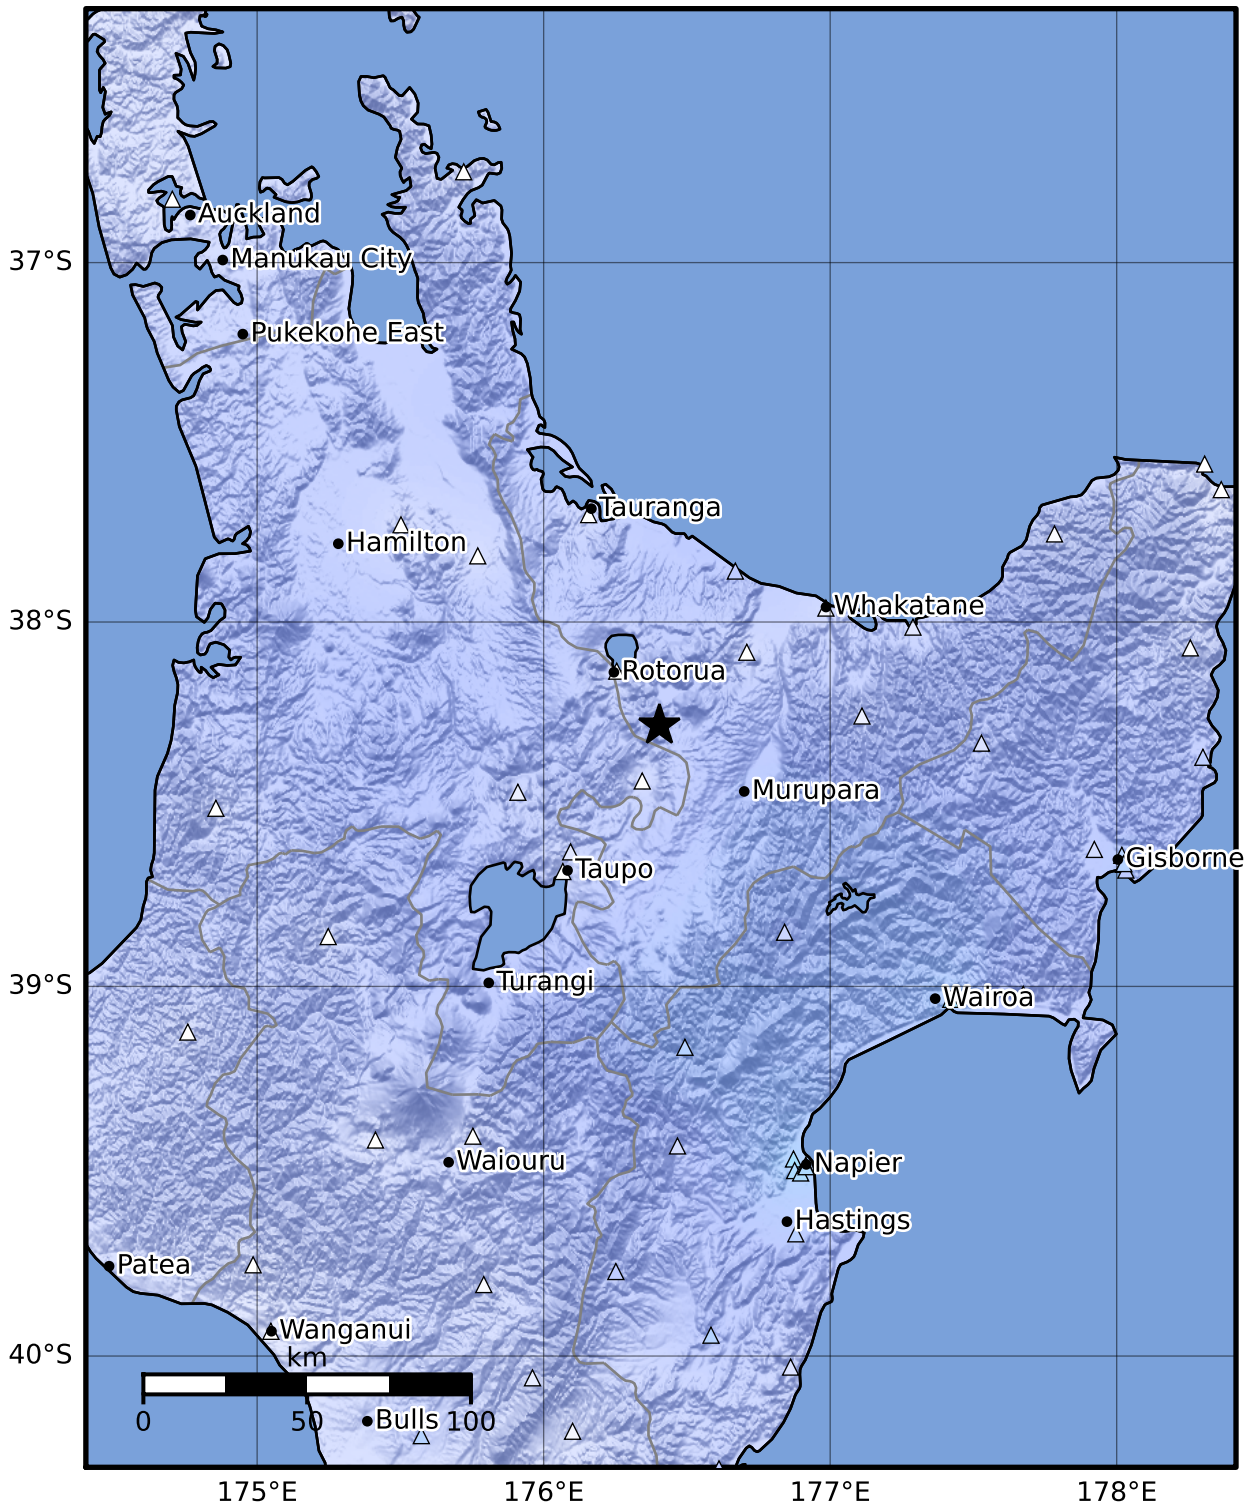 Auckland
37°S
Manukau City
Pukekohe East
Tauranga
Hamilton
Whakatane
38°S
Rotorua
Murupara
Gisborne
Taupo
Turangi
39°S
Wairoa
Waiouru
Napier
Hastings
Patea
Wanganui
40°S
km
0 50 100
Bulls
175°E 176°E 177°E 178°E